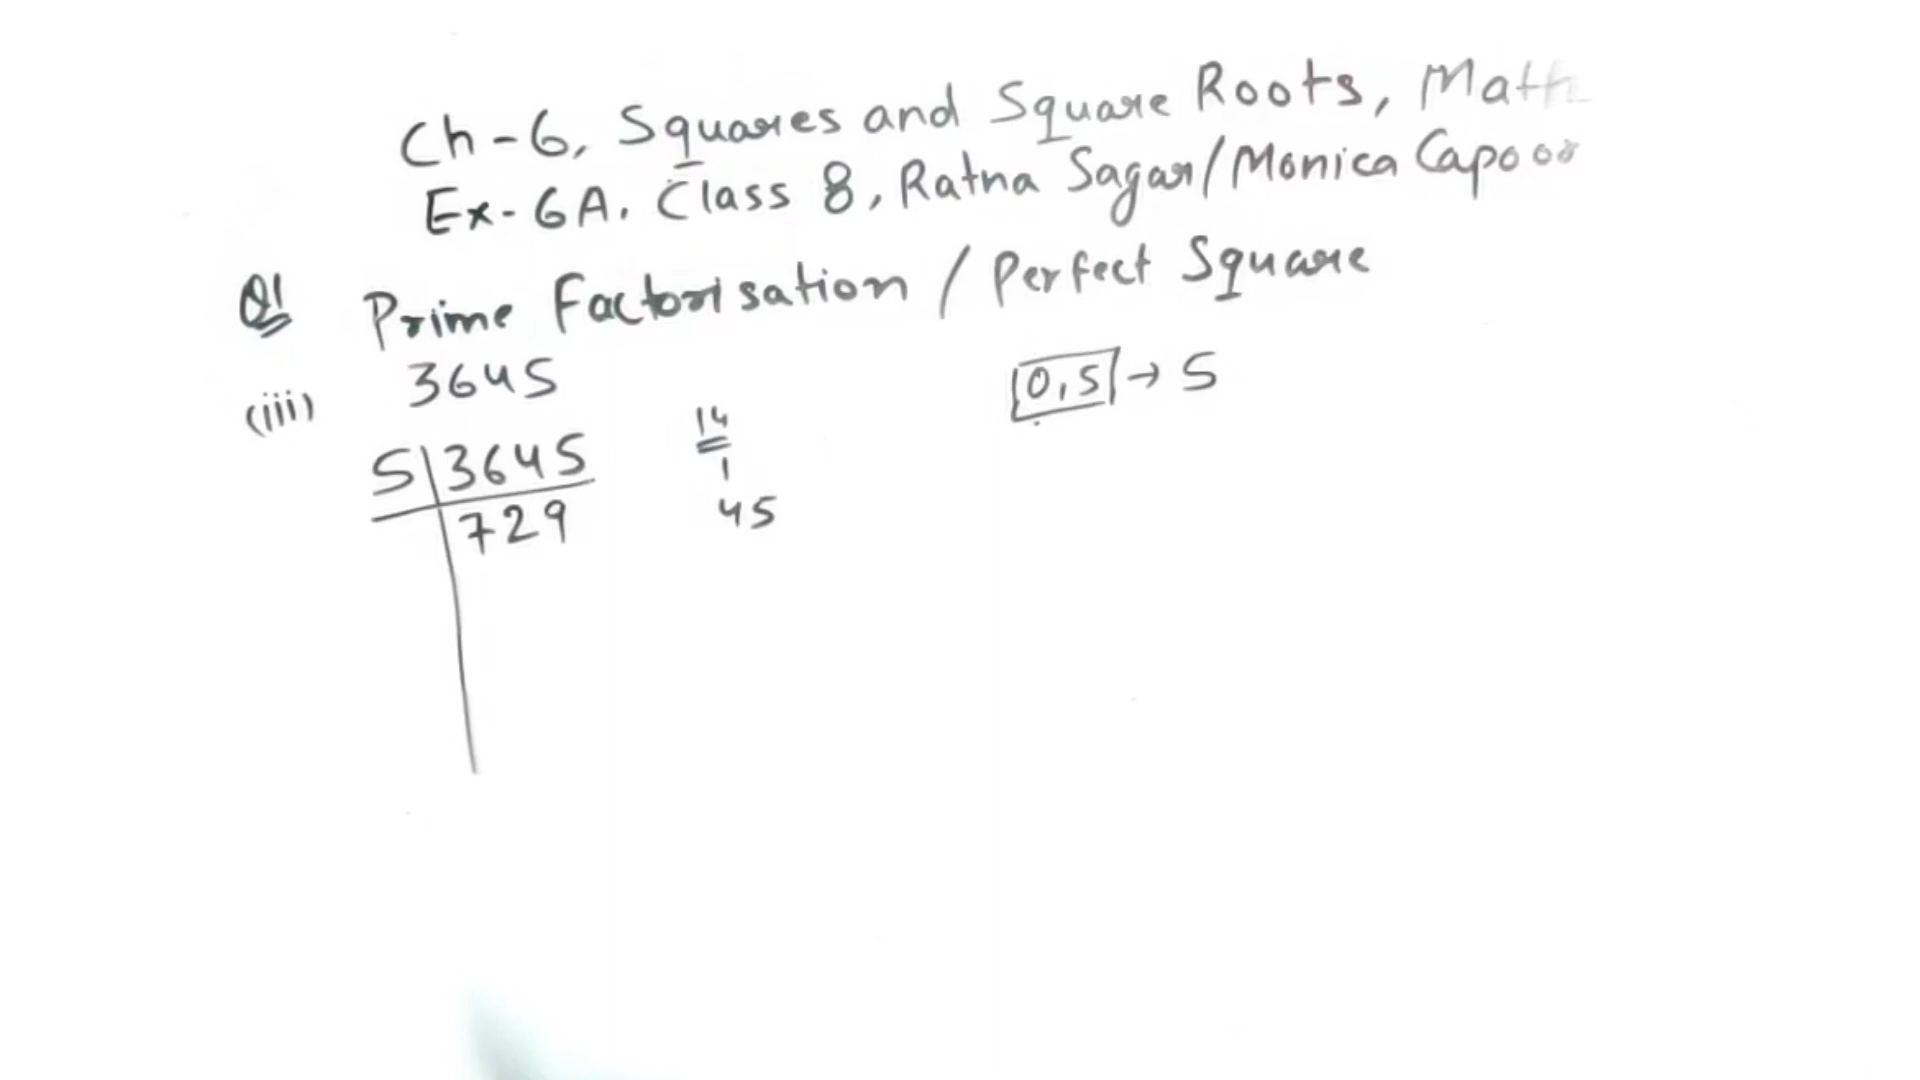 Ch-6, Squares and Square Roots, Math
Ex-6A, Class 8, Ratna Sagar/Monica Capoor
Q1 Prime Factorisation / Perfect Square
(iii) 3645
0,5 → 5
14
5 3645
1
729
45